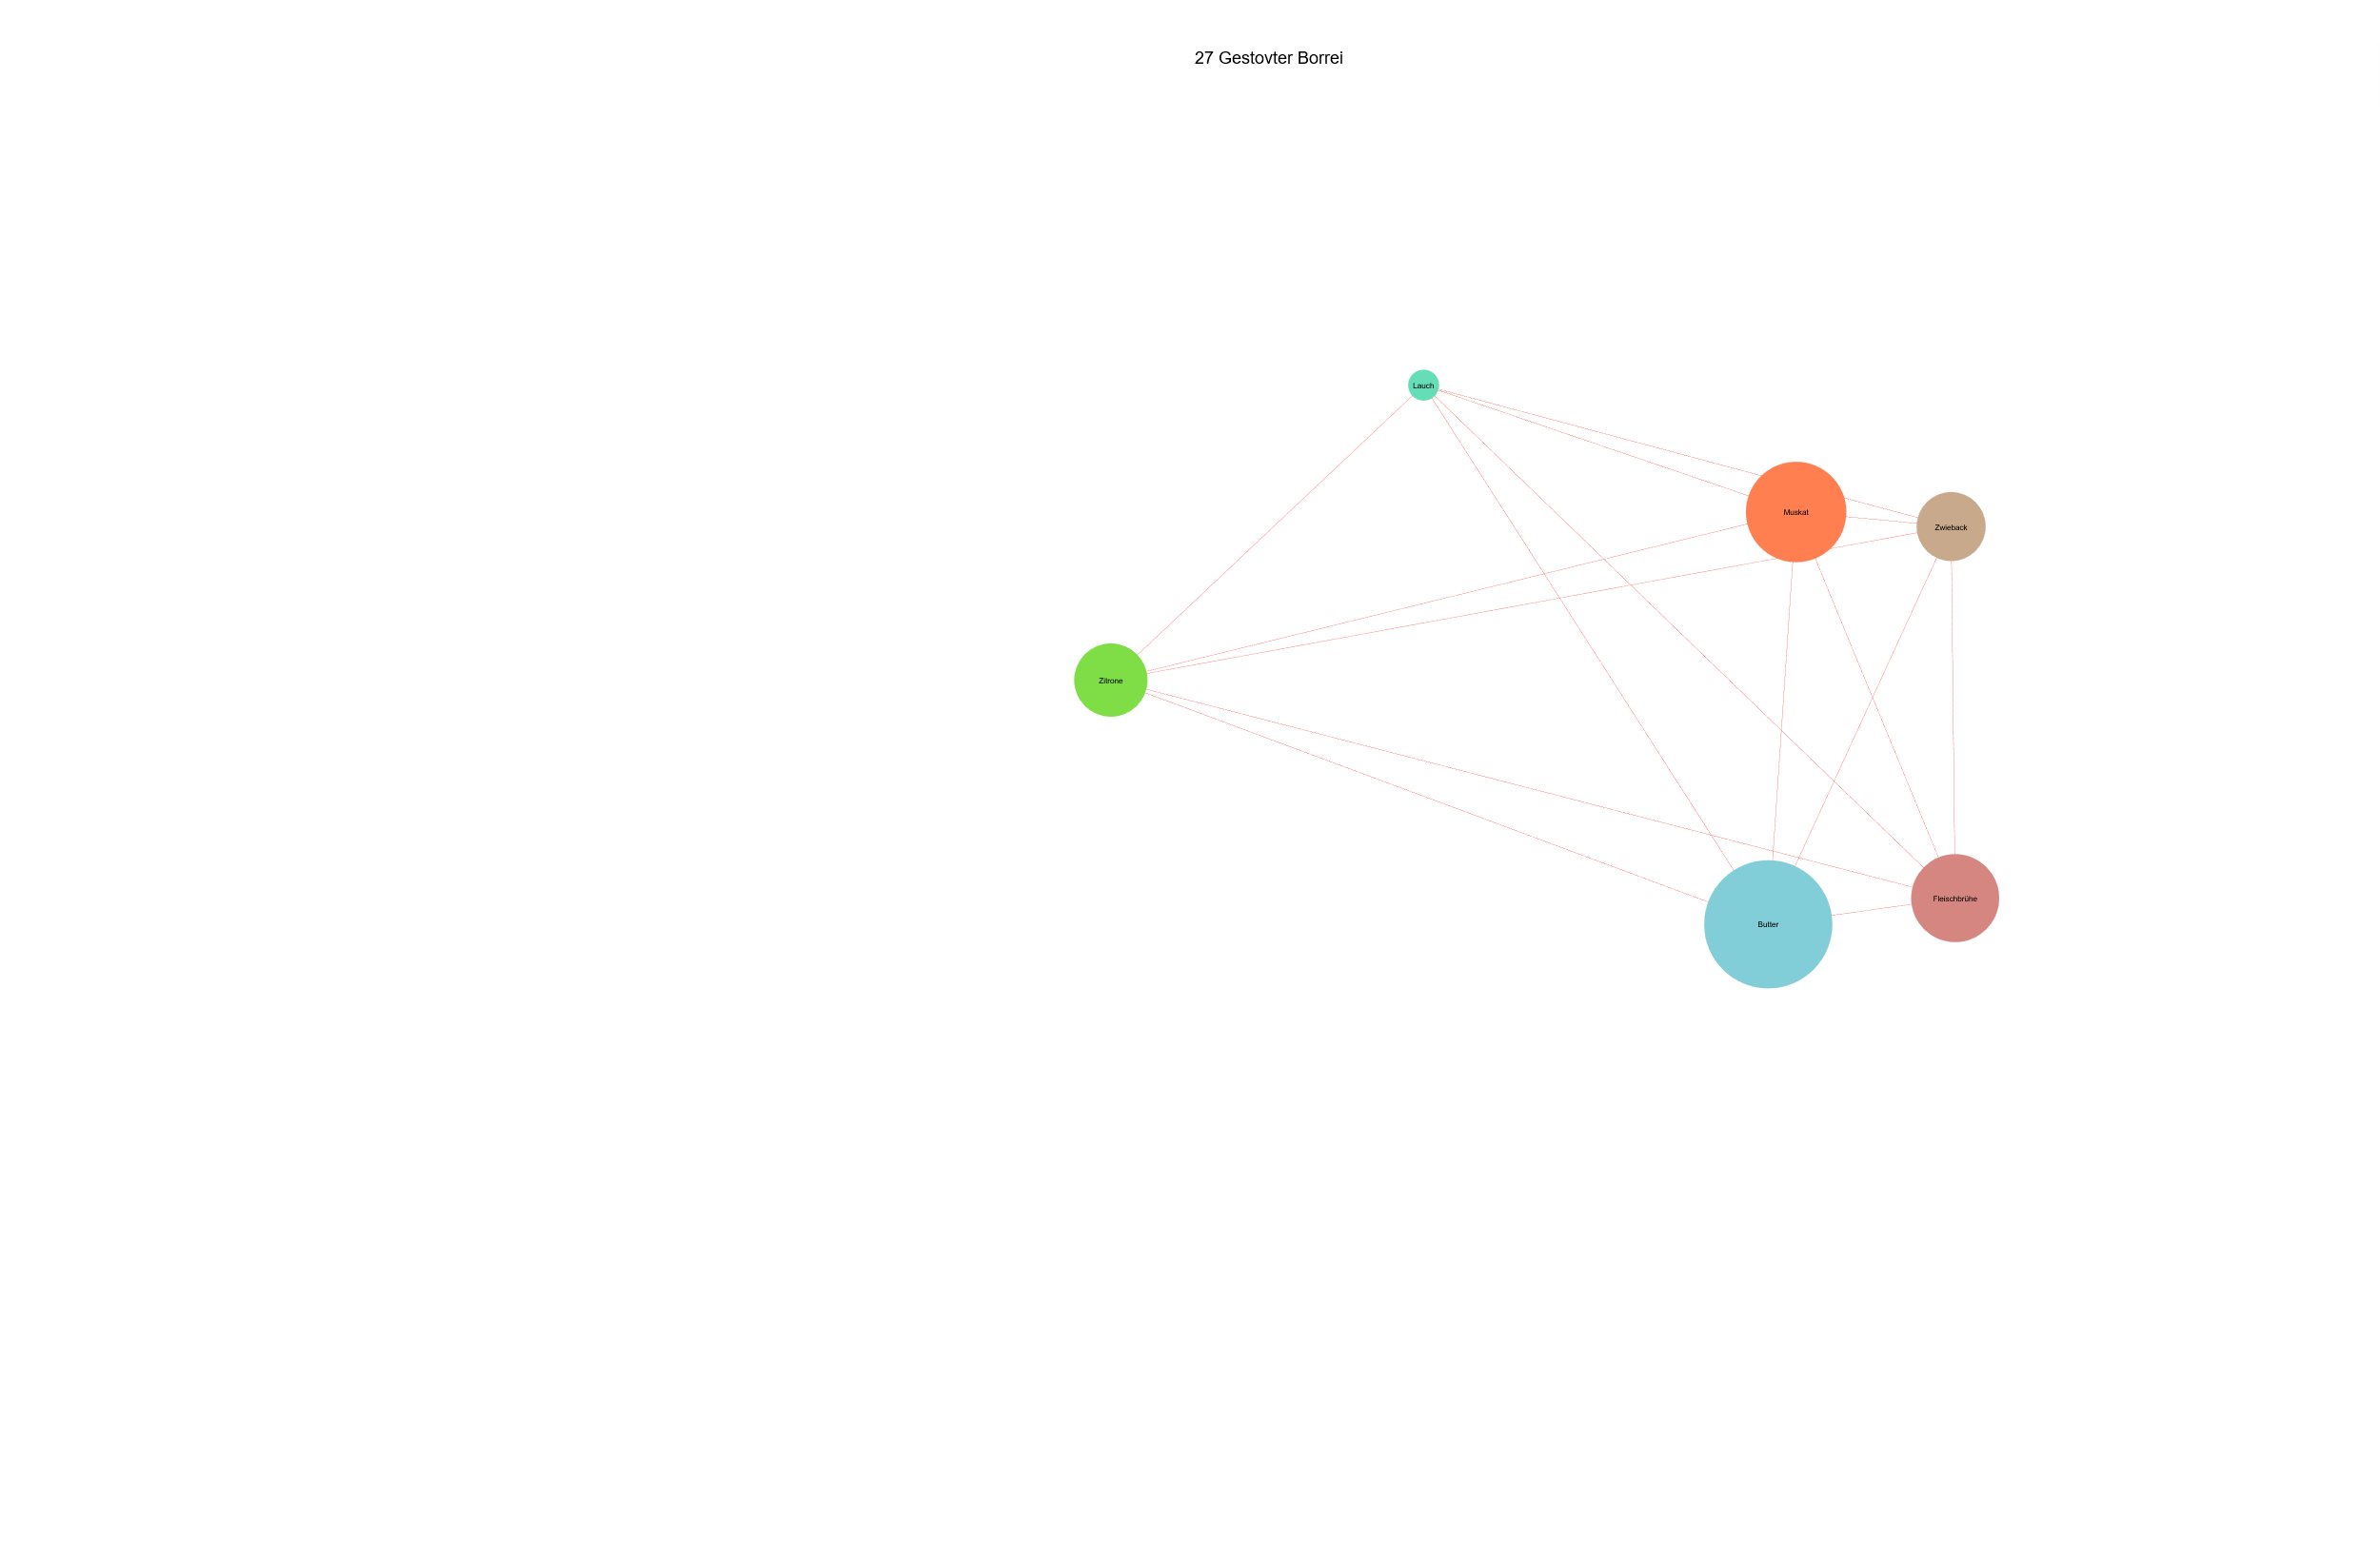 27 Gestovter Borrei
Lauch
Muskat
Zwieback
Zitrone
Fleischbrühe
Butter